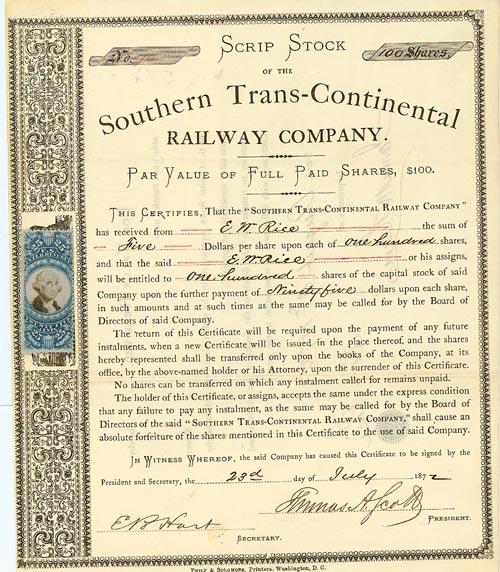 No.
100 Shares,
SCRIP STOCK
OF THE
Southern Trans-Continental
RAILWAY COMPANY.
PAR VALUE OF FULL PAID SHARES, $100.
THIS CERTIFIES, That the "SOUTHERN TRANS-CONTINENTAL RAILWAY COMPANY"
has received from E. W. Rice the sum of
Five Dollars per share upon each of one hundred shares,
and that the said E. W. Rice or his assigns,
will be entitled to One hundred shares of the capital stock of said
Company upon the further payment of Ninety five dollars upon each share,
in such amounts and at such times as the same may be called for by the Board of
Directors of said Company.
The return of this Certificate will be required upon the payment of any future
instalments, when a new Certificate will be issued in the place thereof, and the shares
hereby represented shall be transferred only upon the books of the Company, at its
office, by the above-named holder or his Attorney, upon the surrender of this Certificate.
No shares can be transferred on which any instalment called for remains unpaid.
The holder of this Certificate, or assigns, accepts the same under the express condition
that any failure to pay any instalment, as the same may be called for by the Board of
Directors of the said "SOUTHERN TRANS-CONTINENTAL RAILWAY COMPANY," shall cause an
absolute forfeiture of the shares mentioned in this Certificate to the use of said Company.
IN WITNESS WHEREOF, the said Company has caused this Certificate to be signed by the
President and Secretary, the 23d day of July 1872
Thomas A. Scott
PRESIDENT.
E B Hart
SECRETARY.
PHILP & SOLOMONS, Printers, Washington, D. C.
25 25